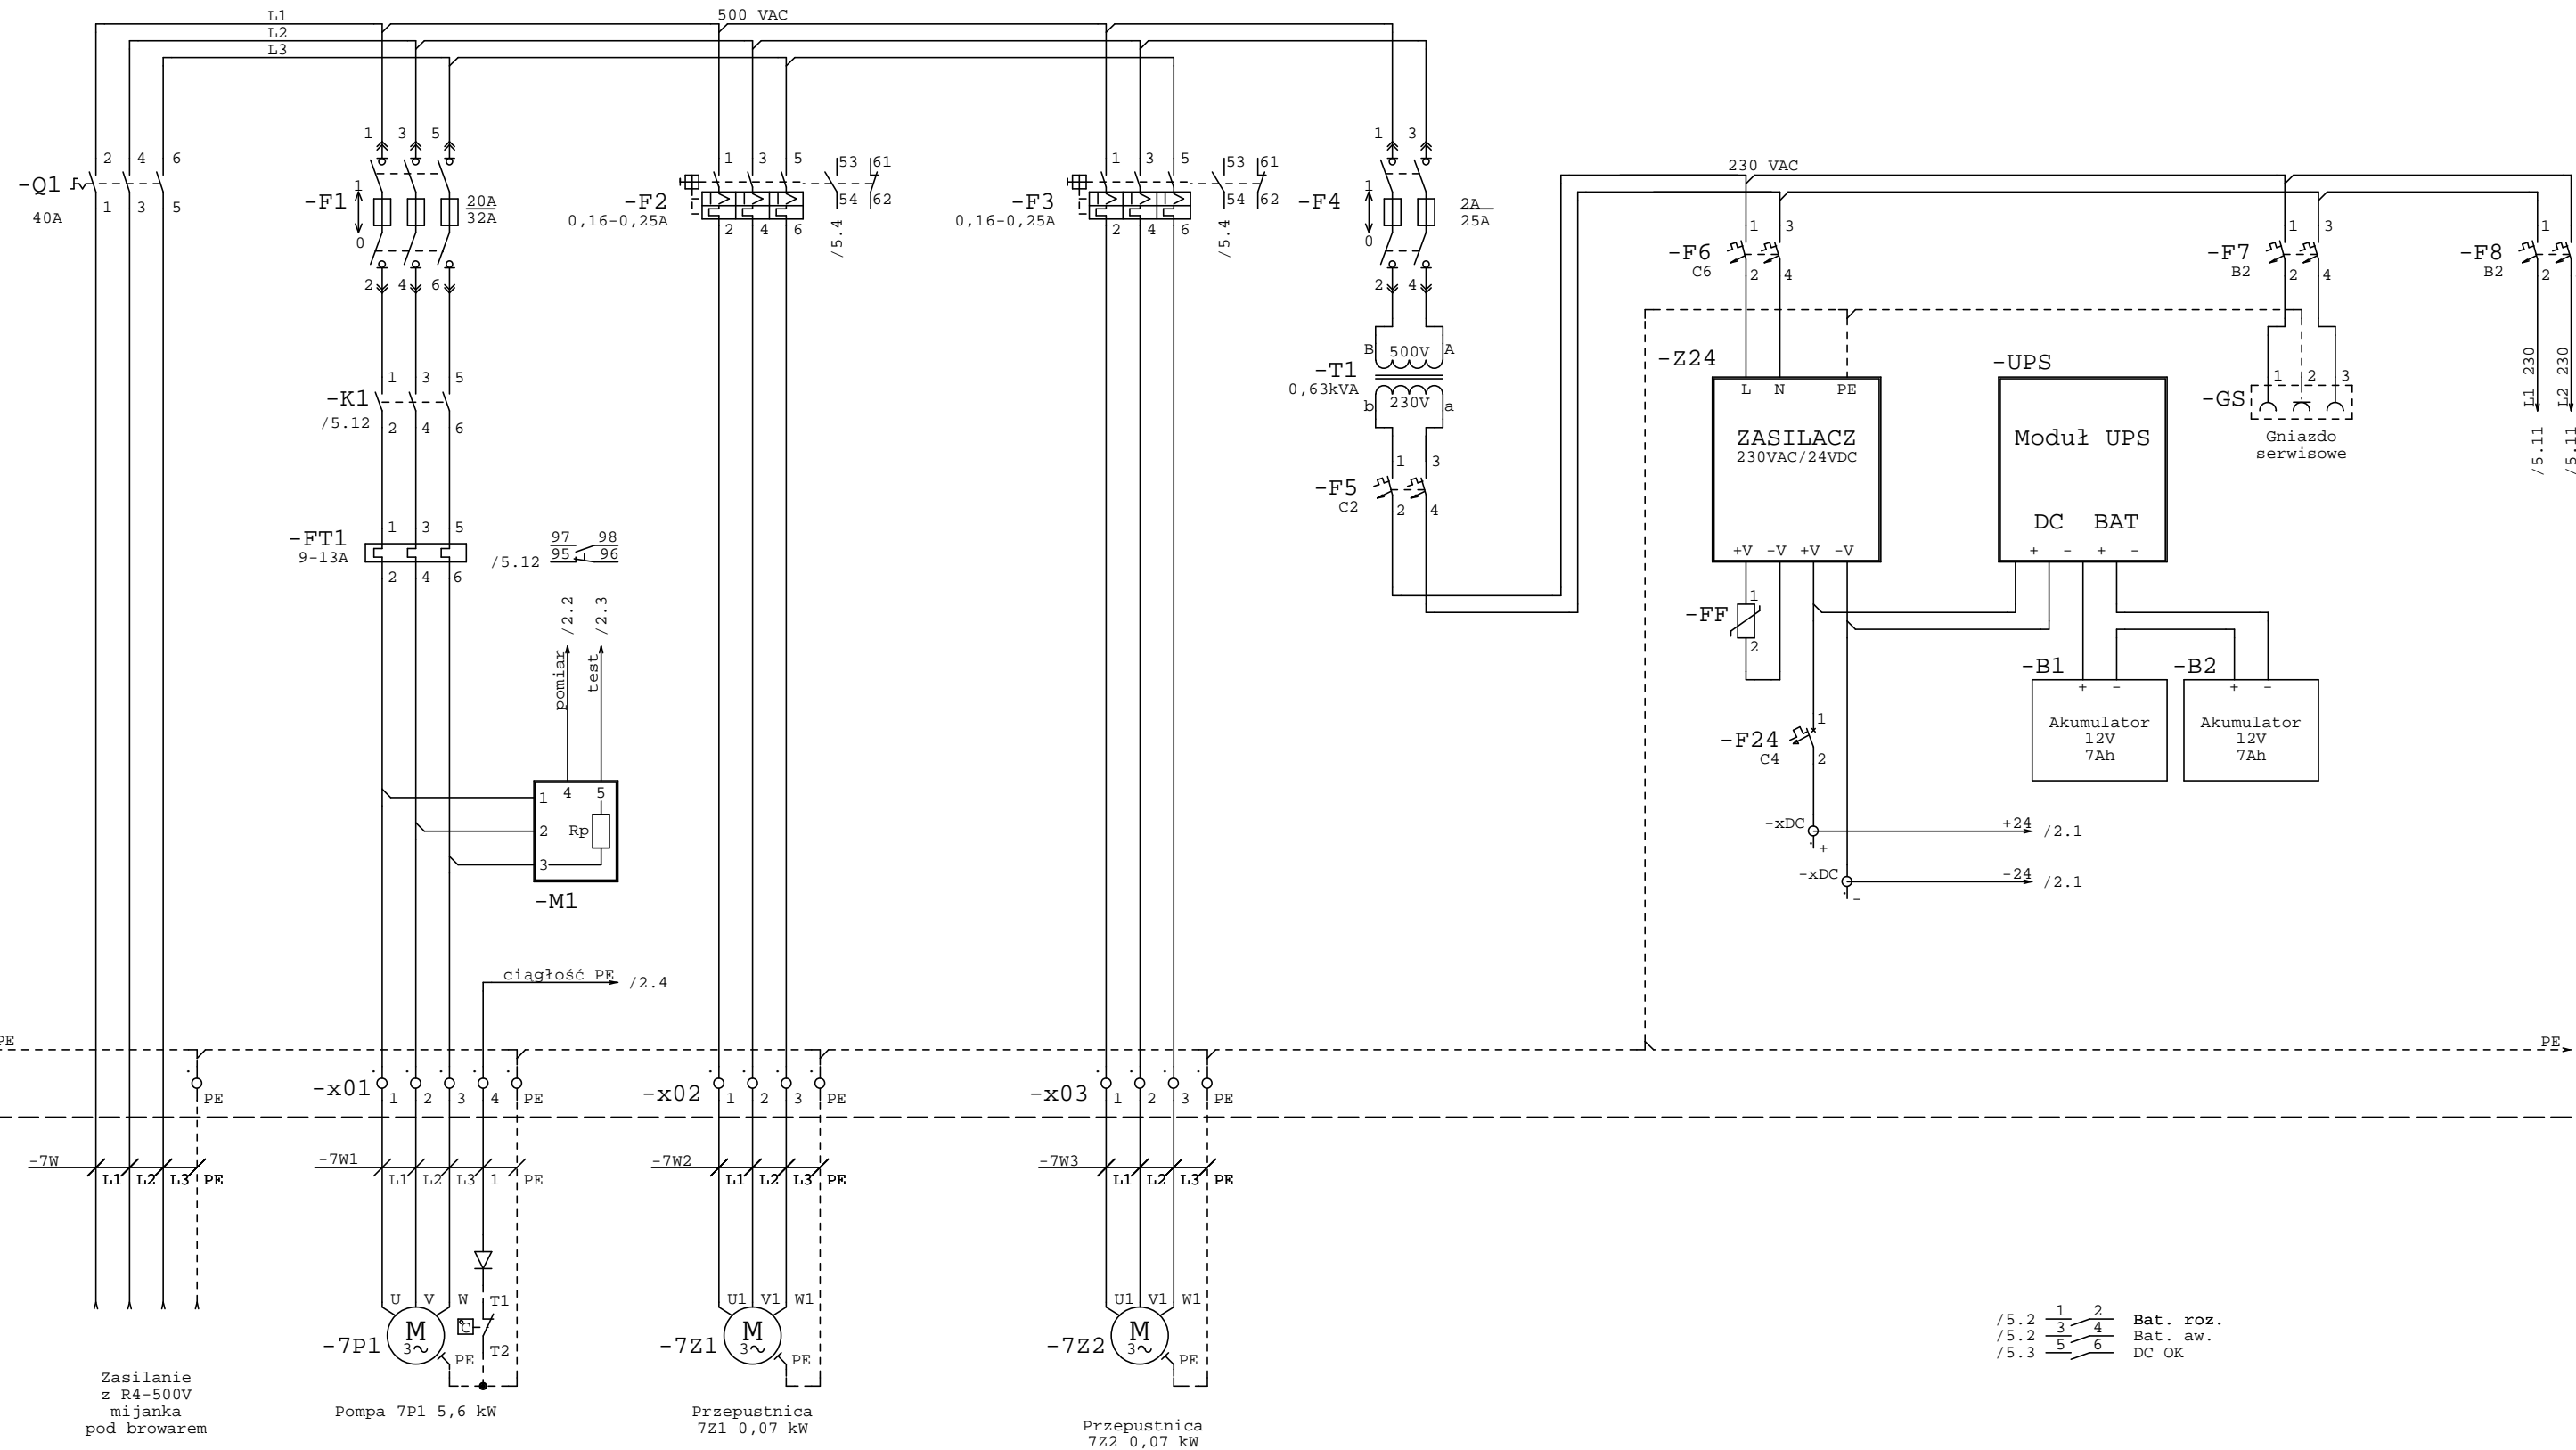 L1
500 VAC
L2
L3
2 4 6
-Q1
40A
1 3 5
1 3 5
-F1
1
0
20A
32A
2 4 6
1 3 5
-F2
0,16-0,25A
2 4 6
53 61
54 62
/5.4
1 3 5
-F3
0,16-0,25A
2 4 6
53 61
54 62
/5.4
1 3
-F4
1
0
2A
25A
2 4
230 VAC
1 3
-F6
C6
2 4
1 3
-F7
B2
2 4
1
-F8
B2
2
L1 230
L2 230
/5.11
/5.11
B 500V A
-T1
0,63kVA
b 230V a
1 3
-F5
C2
2 4
-K1
/5.12
1 3 5
2 4 6
-FT1
9-13A
1 3 5
2 4 6
97 98
/5.12 95 96
-Z24
L N PE
ZASILACZ
230VAC/24VDC
+V -V +V -V
-UPS
Moduł UPS
DC BAT
+ - + -
1 2 3
-GS
Gniazdo
serwisowe
-FF
1
2
-B1
+ -
Akumulator
12V
7Ah
-B2
+ -
Akumulator
12V
7Ah
-F24
C4
1
2
-xDC
+
+24 /2.1
-xDC
-
-24 /2.1
pomiar /2.2
test /2.3
1 4 5
2 Rp
3
-M1
ciągłość PE /2.4
PE
PE
PE
-x01
1 2 3 4 PE
-x02
1 2 3 PE
-x03
1 2 3 PE
-7W
L1 L2 L3 PE
-7W1
L1 L2 L3 1 PE
-7W2
L1 L2 L3 PE
-7W3
L1 L2 L3 PE
U V W T1
-7P1
M
3~
PE
C
T2
U1 V1 W1
-7Z1
M
3~
PE
U1 V1 W1
-7Z2
M
3~
PE
/5.2 1 2 Bat. roz.
/5.2 3 4 Bat. aw.
/5.3 5 6 DC OK
Zasilanie
z R4-500V
mijanka
pod browarem
Pompa 7P1 5,6 kW
Przepustnica
7Z1 0,07 kW
Przepustnica
7Z2 0,07 kW